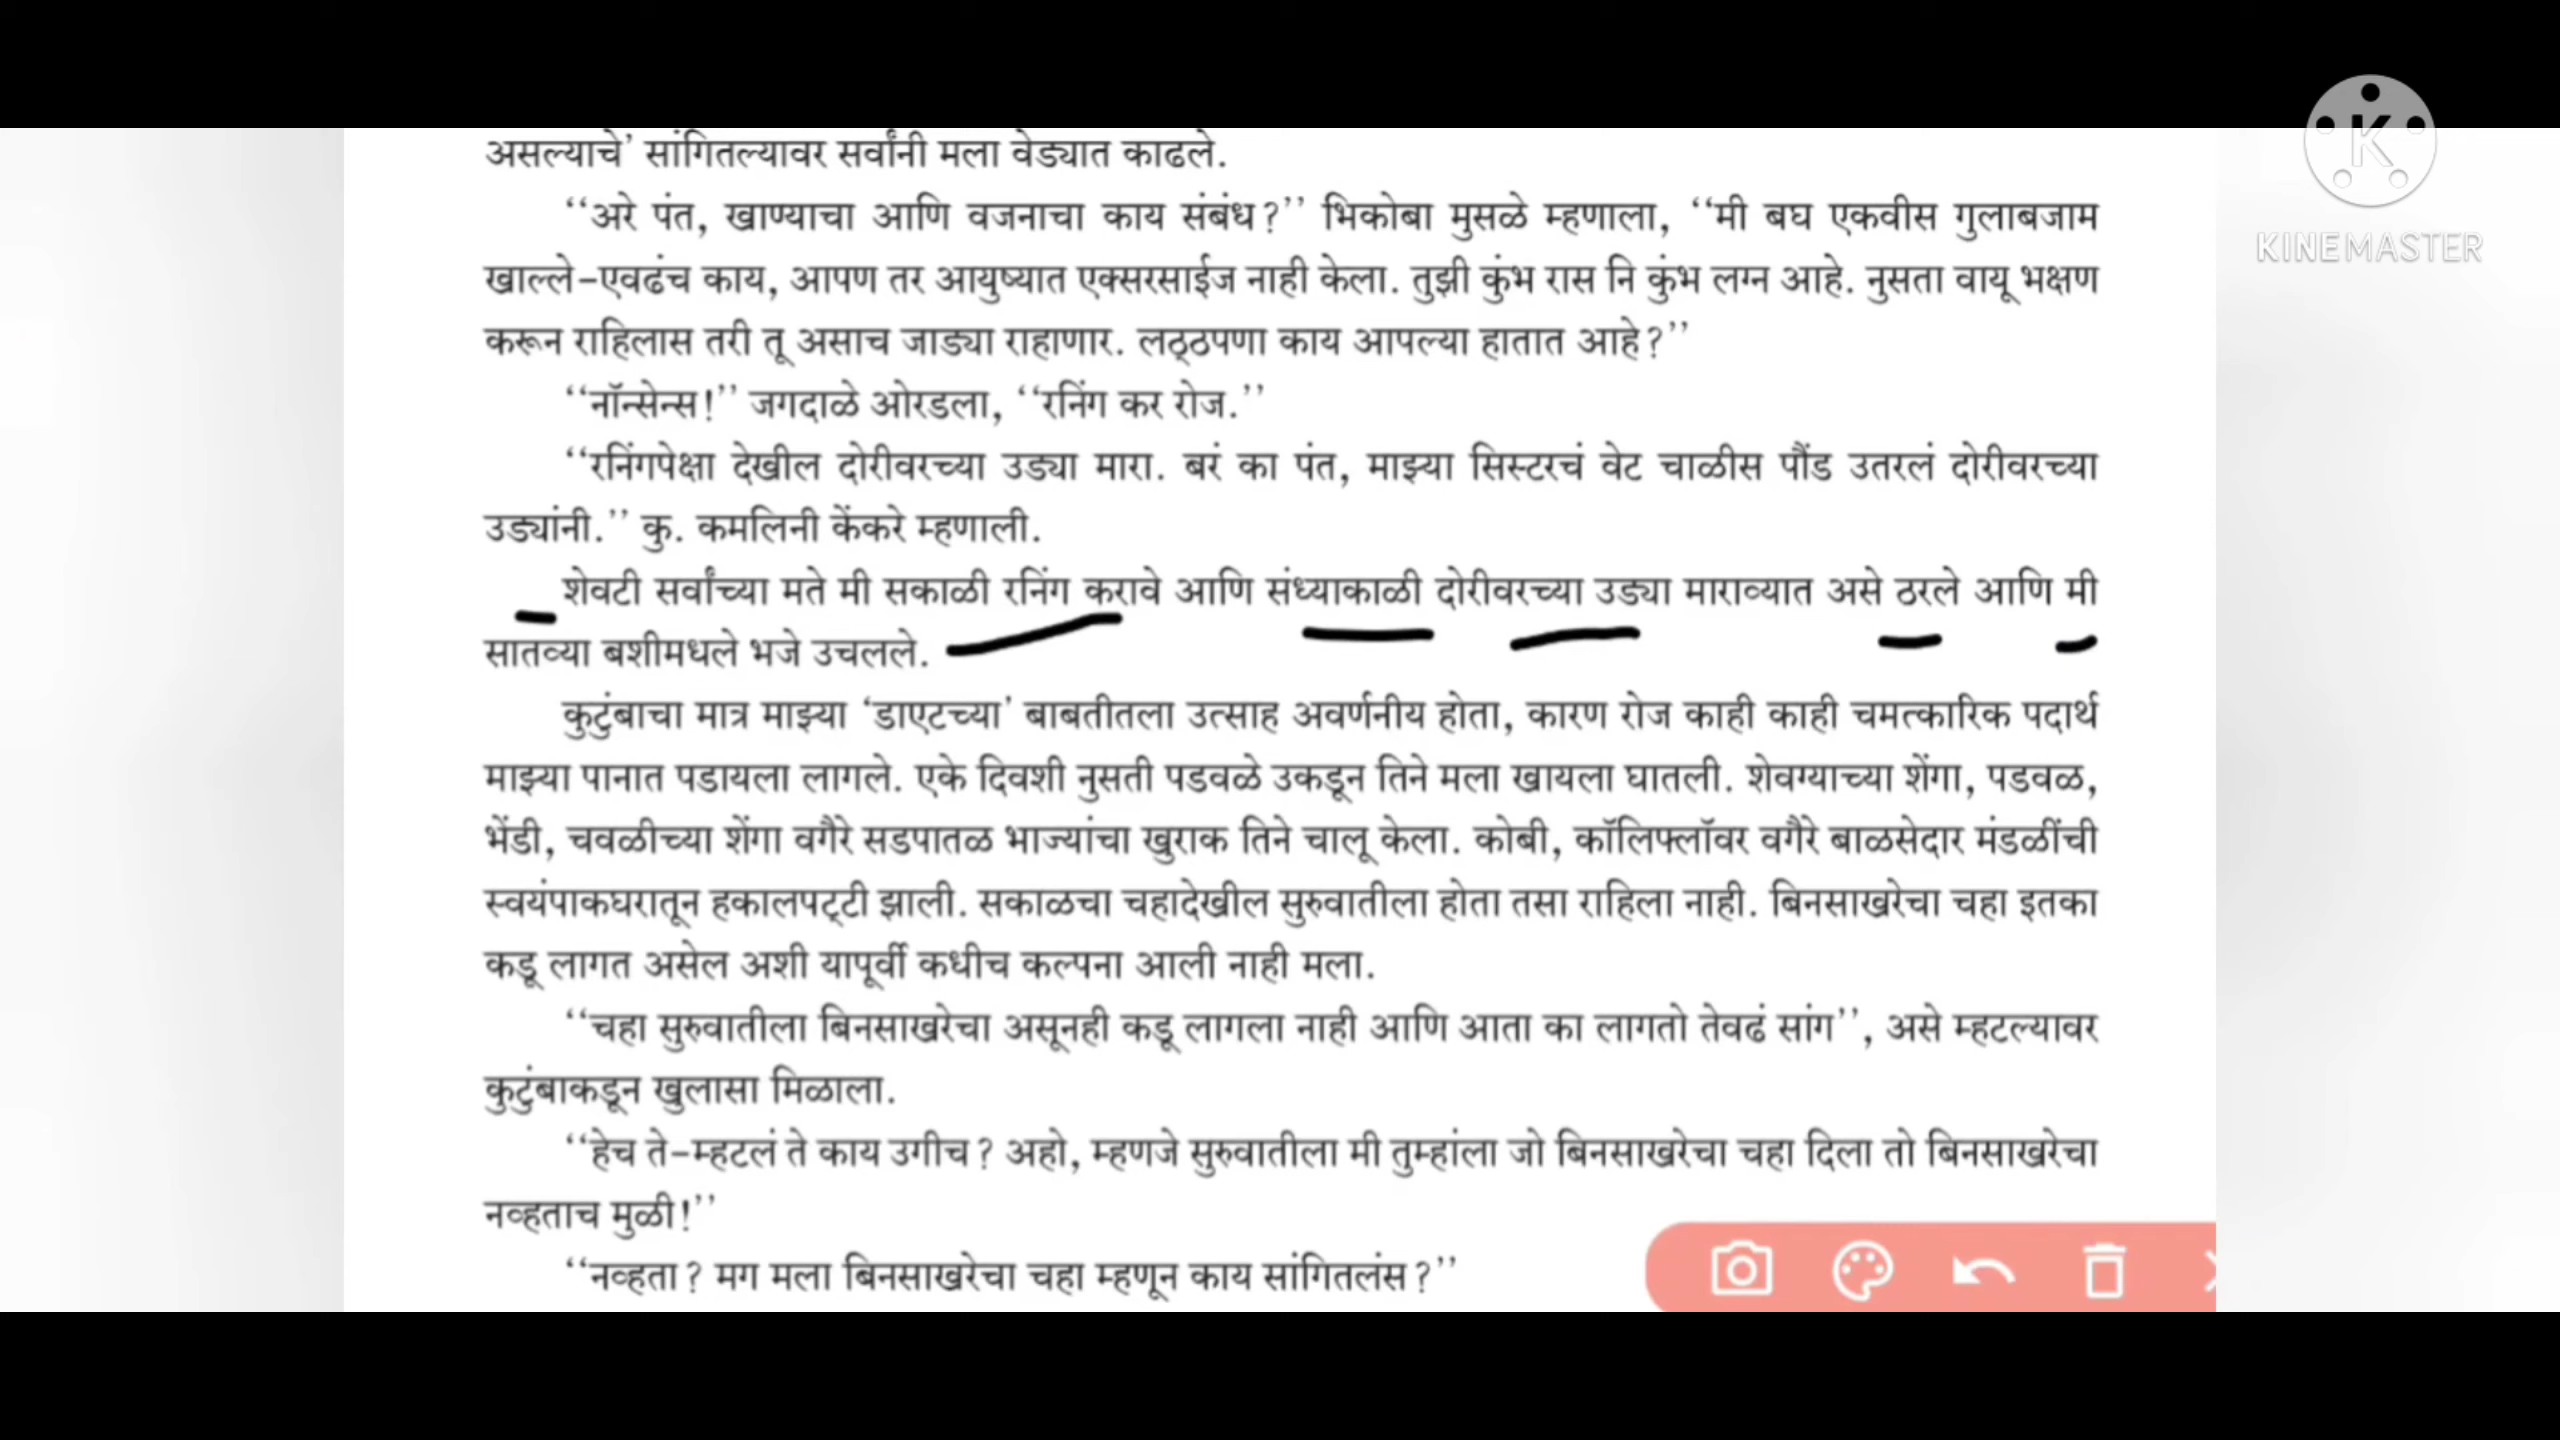 असल्याचे’ सांगितल्यावर सर्वांनी मला वेड्यात काढले.
‘‘अरे पंत, खाण्याचा आणि वजनाचा काय संबंध?’’ भिकोबा मुसळे म्हणाला, ‘‘मी बघ एकवीस गुलाबजाम
खाल्ले-एवढंच काय, आपण तर आयुष्यात एक्सरसाईज नाही केला. तुझी कुंभ रास नि कुंभ लग्न आहे. नुसता वायू भक्षण
करून राहिलास तरी तू असाच जाड्या राहाणार. लठ्ठपणा काय आपल्या हातात आहे?’’
‘‘नॉन्सेन्स!’’ जगदाळे ओरडला, ‘‘रनिंग कर रोज.’’
‘‘रनिंगपेक्षा देखील दोरीवरच्या उड्या मारा. बरं का पंत, माझ्या सिस्टरचं वेट चाळीस पौंड उतरलं दोरीवरच्या
उड्यांनी.’’ कु. कमलिनी केंकरे म्हणाली.
शेवटी सर्वांच्या मते मी सकाळी रनिंग करावे आणि संध्याकाळी दोरीवरच्या उड्या माराव्यात असे ठरले आणि मी
सातव्या बशीमधले भजे उचलले.
कुटुंबाचा मात्र माझ्या ‘डाएटच्या’ बाबतीतला उत्साह अवर्णनीय होता, कारण रोज काही काही चमत्कारिक पदार्थ
माझ्या पानात पडायला लागले. एके दिवशी नुसती पडवळे उकडून तिने मला खायला घातली. शेवग्याच्या शेंगा, पडवळ,
भेंडी, चवळीच्या शेंगा वगैरे सडपातळ भाज्यांचा खुराक तिने चालू केला. कोबी, कॉलिफ्लॉवर वगैरे बाळसेदार मंडळींची
स्वयंपाकघरातून हकालपट्टी झाली. सकाळचा चहादेखील सुरुवातीला होता तसा राहिला नाही. बिनसाखरेचा चहा इतका
कडू लागत असेल अशी यापूर्वी कधीच कल्पना आली नाही मला.
‘‘चहा सुरुवातीला बिनसाखरेचा असूनही कडू लागला नाही आणि आता का लागतो तेवढं सांग’’, असे म्हटल्यावर
कुटुंबाकडून खुलासा मिळाला.
‘‘हेच ते-म्हटलं ते काय उगीच? अहो, म्हणजे सुरुवातीला मी तुम्हांला जो बिनसाखरेचा चहा दिला तो बिनसाखरेचा
नव्हताच मुळी!’’
‘‘नव्हता? मग मला बिनसाखरेचा चहा म्हणून काय सांगितलंस?’’
K
KINEMASTER